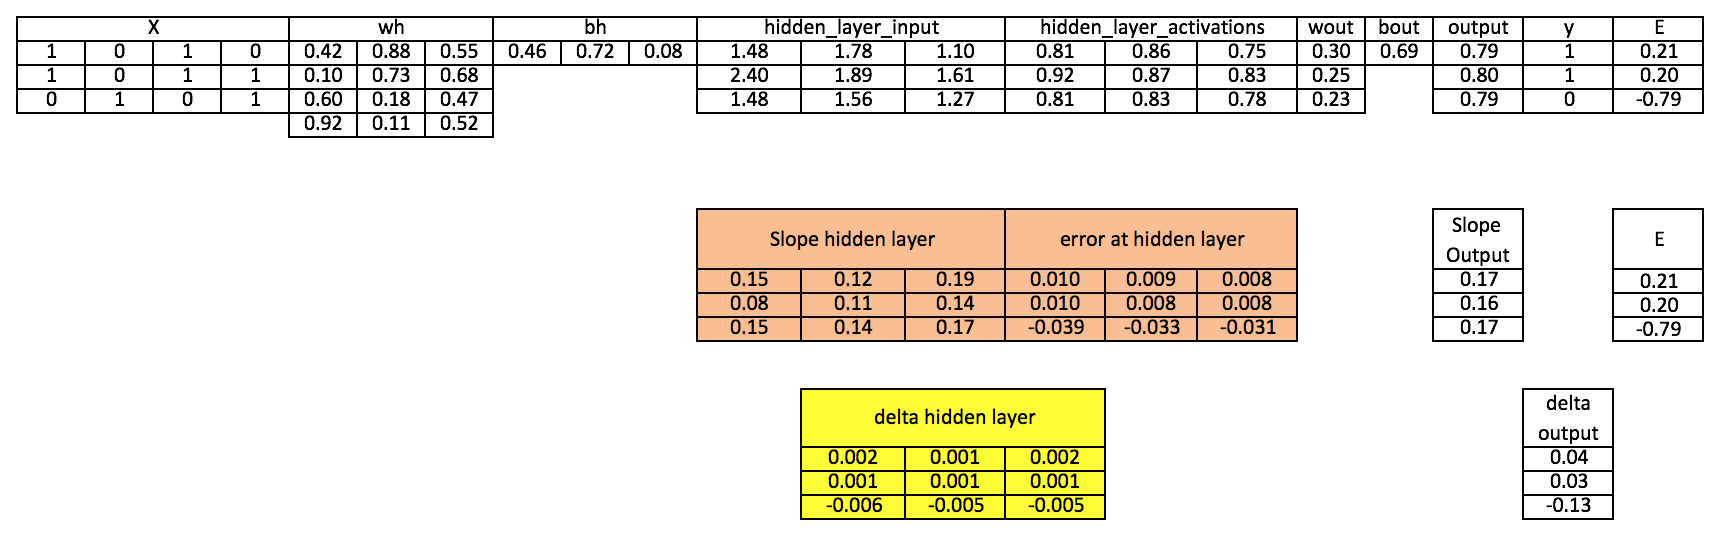 X wh bh hidden_layer_input hidden_layer_activations wout bout output y E
1 0 1 0 0.42 0.88 0.55 0.46 0.72 0.08 1.48 1.78 1.10 0.81 0.86 0.75 0.30 0.69 0.79 1 0.21
1 0 1 1 0.10 0.73 0.68 2.40 1.89 1.61 0.92 0.87 0.83 0.25 0.80 1 0.20
0 1 0 1 0.60 0.18 0.47 1.48 1.56 1.27 0.81 0.83 0.78 0.23 0.79 0 -0.79
0.92 0.11 0.52
Slope hidden layer error at hidden layer Slope
Output E
0.15 0.12 0.19 0.010 0.009 0.008 0.17 0.21
0.08 0.11 0.14 0.010 0.008 0.008 0.16 0.20
0.15 0.14 0.17 -0.039 -0.033 -0.031 0.17 -0.79
delta hidden layer delta
output
0.002 0.001 0.002 0.04
0.001 0.001 0.001 0.03
-0.006 -0.005 -0.005 -0.13